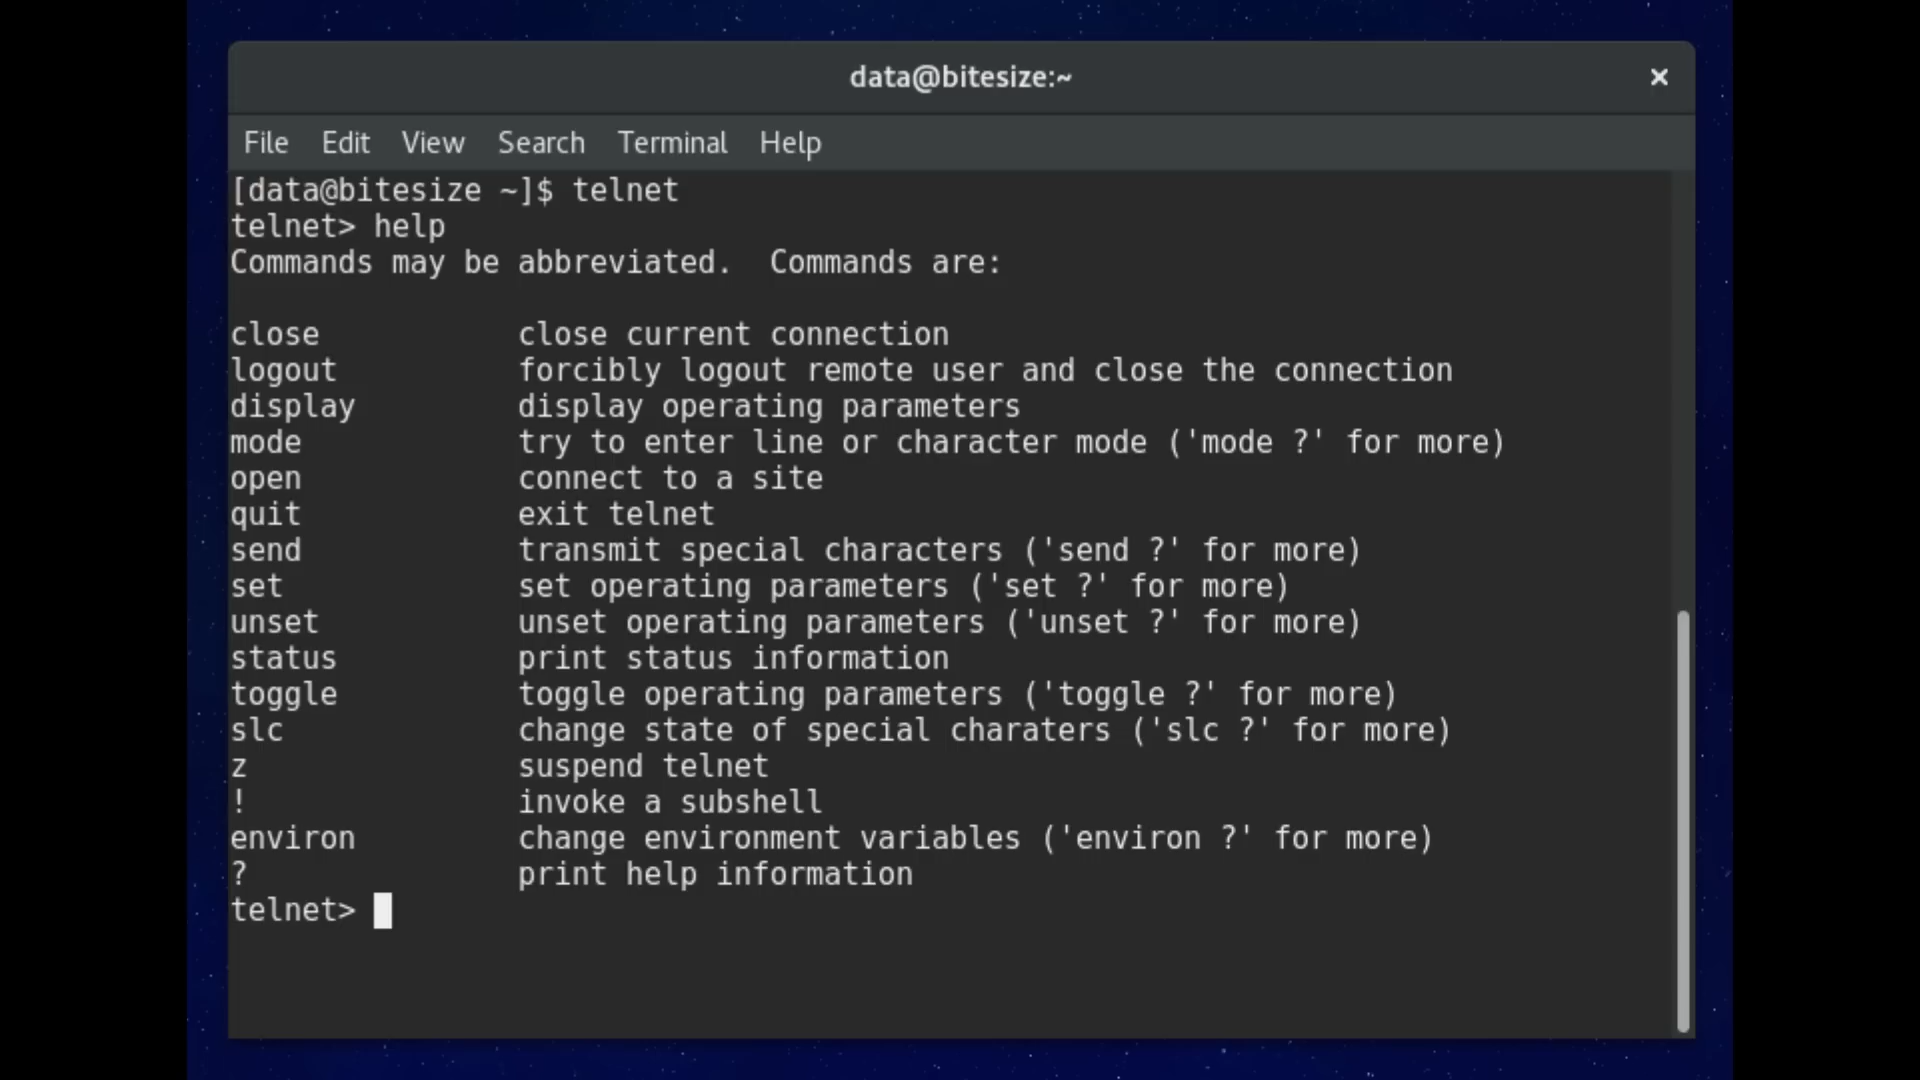 data@bitesize:~
×
File Edit View Search Terminal Help
[data@bitesize ~]$ telnet
telnet> help
Commands may be abbreviated.  Commands are:

close           close current connection
logout          forcibly logout remote user and close the connection
display         display operating parameters
mode            try to enter line or character mode ('mode ?' for more)
open            connect to a site
quit            exit telnet
send            transmit special characters ('send ?' for more)
set             set operating parameters ('set ?' for more)
unset           unset operating parameters ('unset ?' for more)
status          print status information
toggle          toggle operating parameters ('toggle ?' for more)
slc             change state of special charaters ('slc ?' for more)
z               suspend telnet
!               invoke a subshell
environ         change environment variables ('environ ?' for more)
?               print help information
telnet>